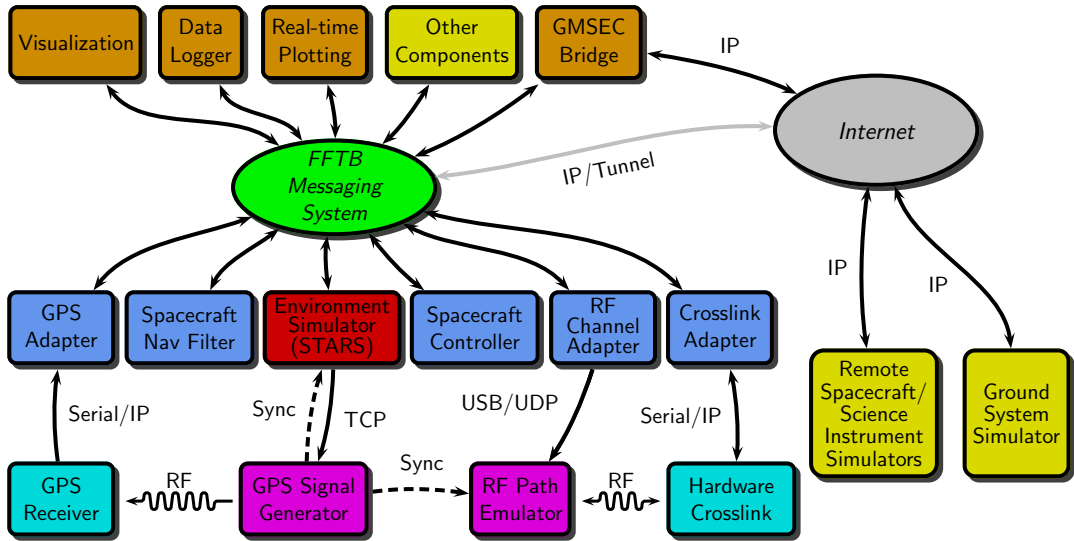 Visualization
Data
Logger
Real-time
Plotting
Other
Components
GMSEC
Bridge
IP
Internet
FFTB
Messaging
System
IP/Tunnel
IP
IP
GPS
Adapter
Spacecraft
Nav Filter
Environment
Simulator
(STARS)
Spacecraft
Controller
RF
Channel
Adapter
Crosslink
Adapter
Remote
Spacecraft/
Science
Instrument
Simulators
Ground
System
Simulator
Serial/IP
Sync
TCP
USB/UDP
Serial/IP
Sync
GPS
Receiver
RF
GPS Signal
Generator
RF Path
Emulator
RF
Hardware
Crosslink